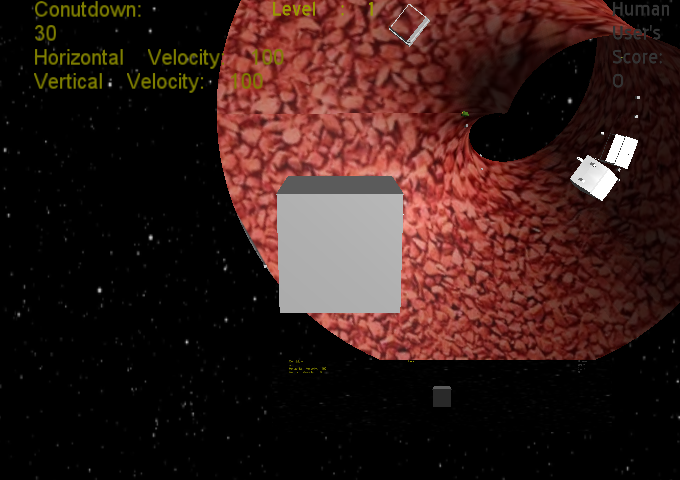 Conutdown:
30
Horizontal Velocity: 100
Vertical Velocity: 100
Level : 1
Human
User's
Score:
0